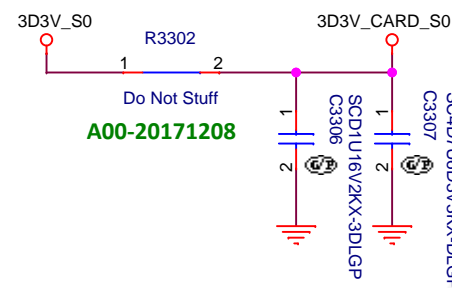 3D3V_S0
3D3V_CARD_S0
R3302
1
2
Do Not Stuff
A00-20171208
1
2
G/P
C3306
SCD1U16V2KX-3DLGP
1
2
G/P
C3307